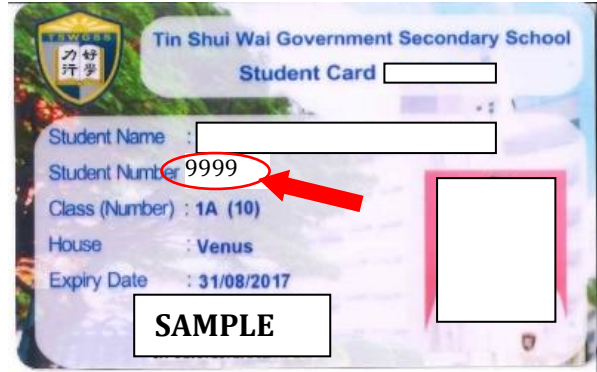 TSWGSS
力 好
行 學
Tin Shui Wai Government Secondary School
Student Card
Student Name :
Student Number 9999
Class (Number) : 1A (10)
House : Venus
Expiry Date : 31/08/2017
SAMPLE